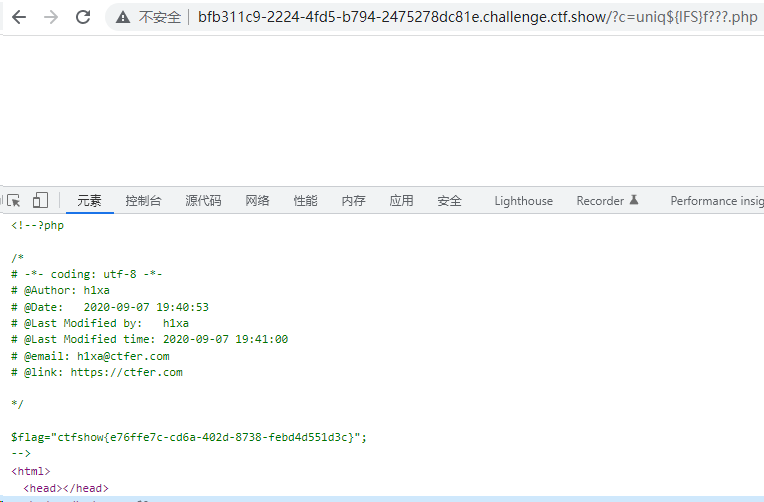 不安全 bfb311c9-2224-4fd5-b794-2475278dc81e.challenge.ctf.show/?c=uniq${IFS}f???.php
元素 控制台 源代码 网络 性能 内存 应用 安全 Lighthouse Recorder Performance insig
<!--?php
/*
# -*- coding: utf-8 -*-
# @Author: h1xa
# @Date:   2020-09-07 19:40:53
# @Last Modified by:   h1xa
# @Last Modified time: 2020-09-07 19:41:00
# @email: h1xa@ctfer.com
# @link: https://ctfer.com
*/
$flag="ctfshow{e76ffe7c-cd6a-402d-8738-febd4d551d3c}";
-->
<html>
<head></head>